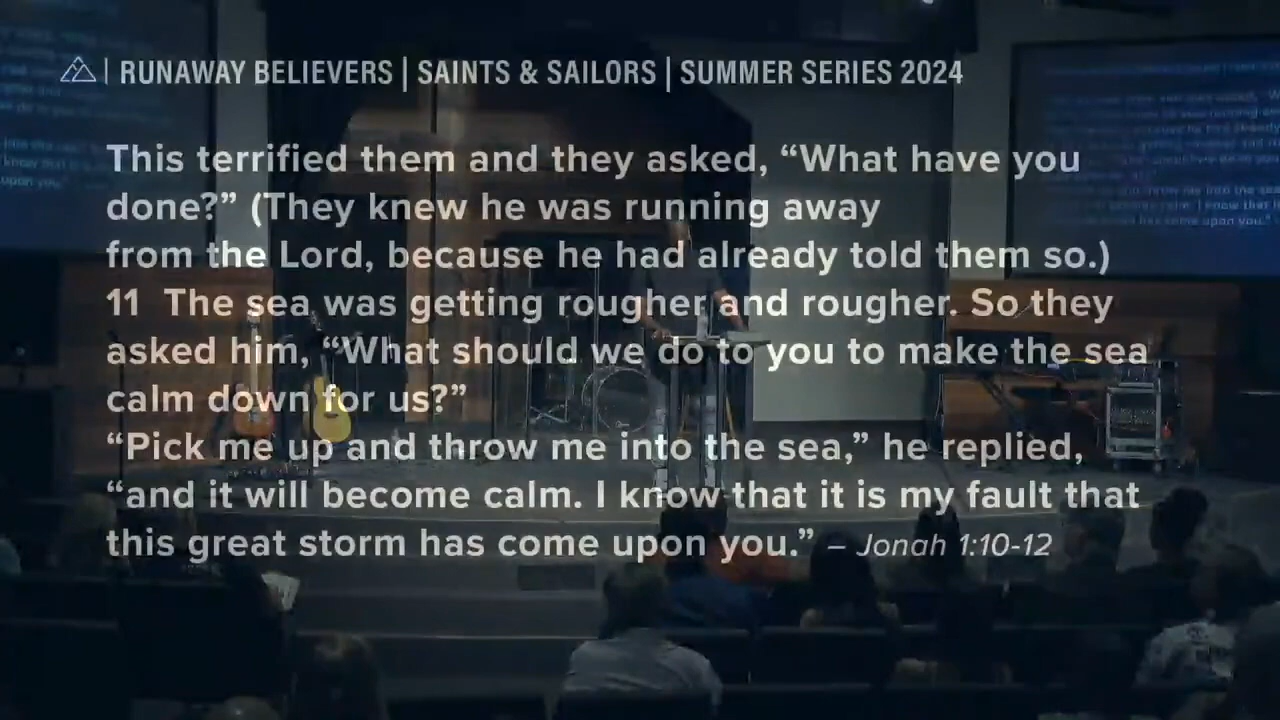 RUNAWAY BELIEVERS | SAINTS & SAILORS | SUMMER SERIES 2024
This terrified them and they asked, “What have you
done?” (They knew he was running away
from the Lord, because he had already told them so.)
11 The sea was getting rougher and rougher. So they
asked him, “What should we do to you to make the sea
calm down for us?”
“Pick me up and throw me into the sea,” he replied,
“and it will become calm. I know that it is my fault that
this great storm has come upon you.” – Jonah 1:10-12